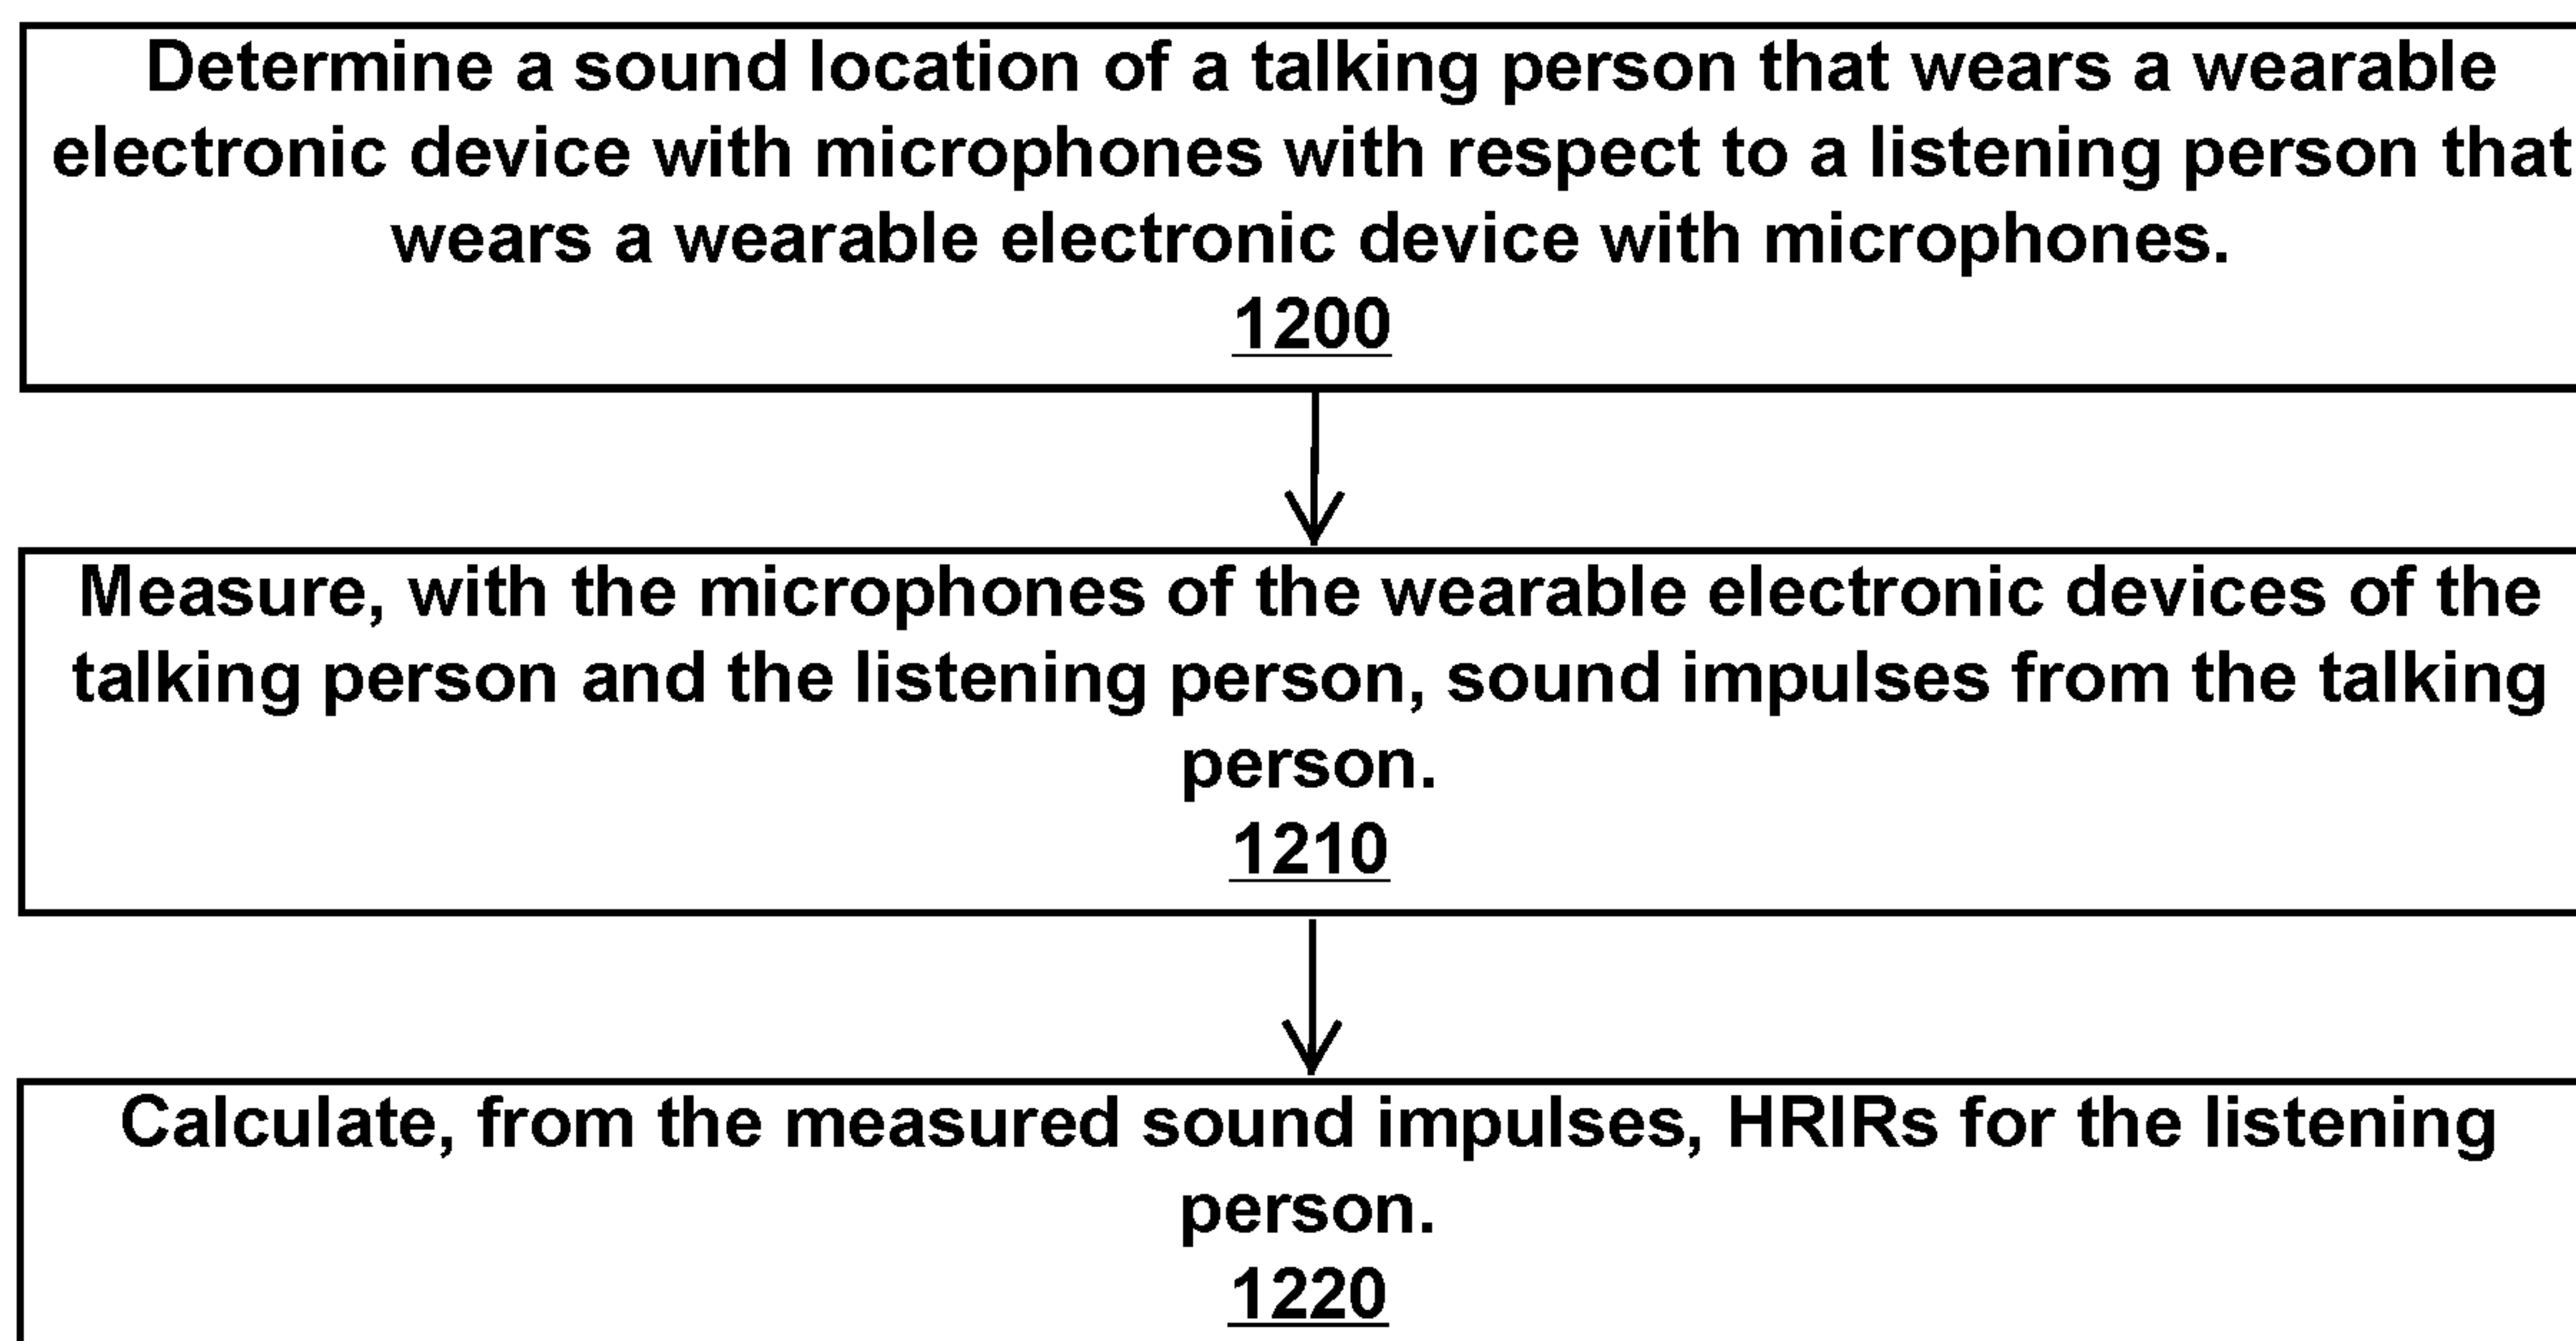 Determine a sound location of a talking person that wears a wearable
electronic device with microphones with respect to a listening person that
wears a wearable electronic device with microphones.
1200
Measure, with the microphones of the wearable electronic devices of the
talking person and the listening person, sound impulses from the talking
person.
1210
Calculate, from the measured sound impulses, HRIRs for the listening
person.
1220